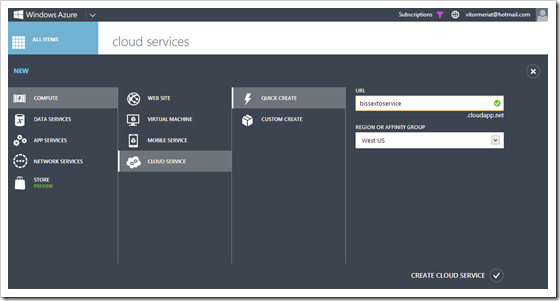 Windows Azure
Subscriptions
vitormeriat@hotmail.com
ALL ITEMS
cloud services
NEW
COMPUTE
DATA SERVICES
APP SERVICES
NETWORK SERVICES
STORE
PREVIEW
WEB SITE
VIRTUAL MACHINE
MOBILE SERVICE
CLOUD SERVICE
QUICK CREATE
CUSTOM CREATE
URL
bissextoservice
.cloudapp.net
REGION OR AFFINITY GROUP
West US
CREATE CLOUD SERVICE